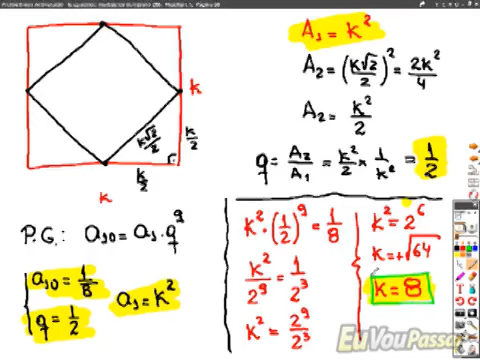 k
k/2
k√2/2
k/2
k
A₁ = k²
A₂ = (k√2/2)² = 2k²/4
A₂ = k²/2
q = A₂/A₁ = k²/2 × 1/k² = 1/2
P.G.: a₁₀ = a₁ · q⁹
a₁₀ = 1/8
q = 1/2
a₁ = k²
k² · (1/2)⁹ = 1/8
k²/2⁹ = 1/2³
k² = 2⁹/2³
k² = 2⁶
k = +√64
k = 8
EuVouPassar